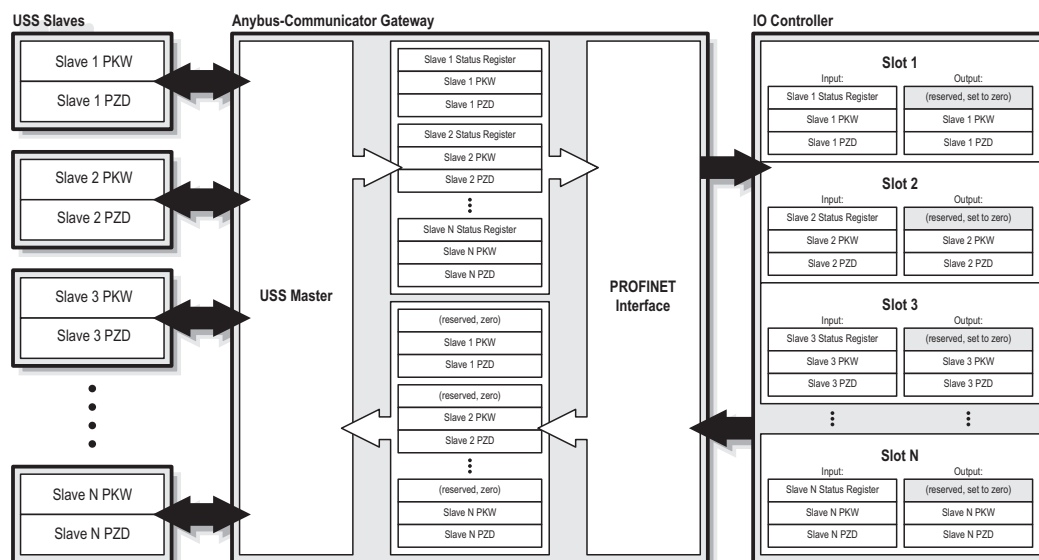 USS Slaves
Slave 1 PKW
Slave 1 PZD
Slave 2 PKW
Slave 2 PZD
Slave 3 PKW
Slave 3 PZD
Slave N PKW
Slave N PZD
Anybus-Communicator Gateway
USS Master
Slave 1 Status Register
Slave 1 PKW
Slave 1 PZD
Slave 2 Status Register
Slave 2 PKW
Slave 2 PZD
Slave N Status Register
Slave N PKW
Slave N PZD
(reserved, zero)
Slave 1 PKW
Slave 1 PZD
(reserved, zero)
Slave 2 PKW
Slave 2 PZD
(reserved, zero)
Slave N PKW
Slave N PZD
PROFINET
Interface
IO Controller
Slot 1
Input: Output:
Slave 1 Status Register (reserved, set to zero)
Slave 1 PKW Slave 1 PKW
Slave 1 PZD Slave 1 PZD
Slot 2
Input: Output:
Slave 2 Status Register (reserved, set to zero)
Slave 2 PKW Slave 2 PKW
Slave 2 PZD Slave 2 PZD
Slot 3
Input: Output:
Slave 3 Status Register (reserved, set to zero)
Slave 3 PKW Slave 3 PKW
Slave 3 PZD Slave 3 PZD
Slot N
Input: Output:
Slave N Status Register (reserved, set to zero)
Slave N PKW Slave N PKW
Slave N PZD Slave N PZD